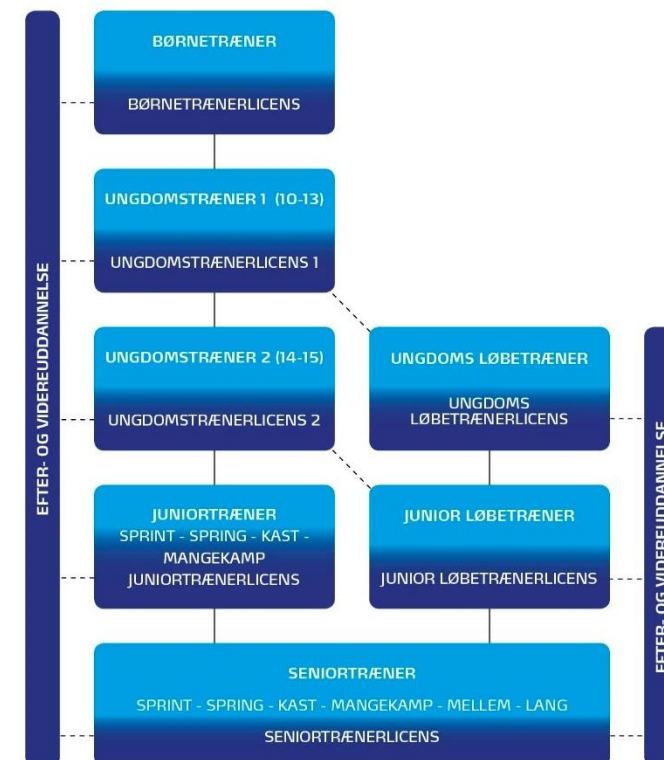 EFTER- OG VIDEREUDDANNELSE
BØRNETRÆNER
BØRNETRÆNERLICENS
UNGDOMSTRÆNER 1 (10-13)
UNGDOMSTRÆNERLICENS 1
UNGDOMSTRÆNER 2 (14-15)
UNGDOMSTRÆNERLICENS 2
UNGDOMS LØBETRÆNER
UNGDOMS
LØBETRÆNERLICENS
JUNIORTRÆNER
SPRINT - SPRING - KAST -
MANGEKAMP
JUNIORTRÆNERLICENS
JUNIOR LØBETRÆNER
JUNIOR LØBETRÆNERLICENS
SENIORTRÆNER
SPRINT - SPRING - KAST - MANGEKAMP - MELLEM - LANG
SENIORTRÆNERLICENS
EFTER- OG VIDEREUDDANNELSE